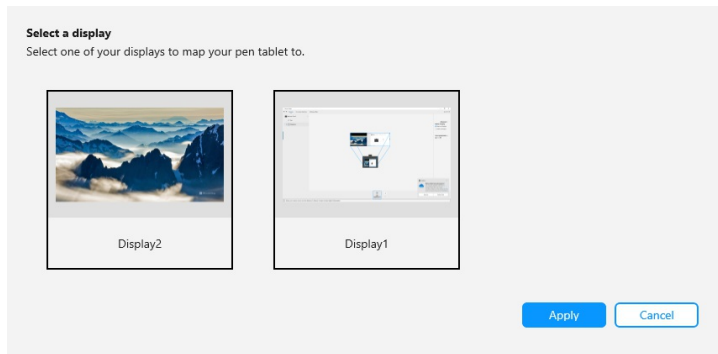 Select a display
Select one of your displays to map your pen tablet to.
Display2
Display1
Apply
Cancel